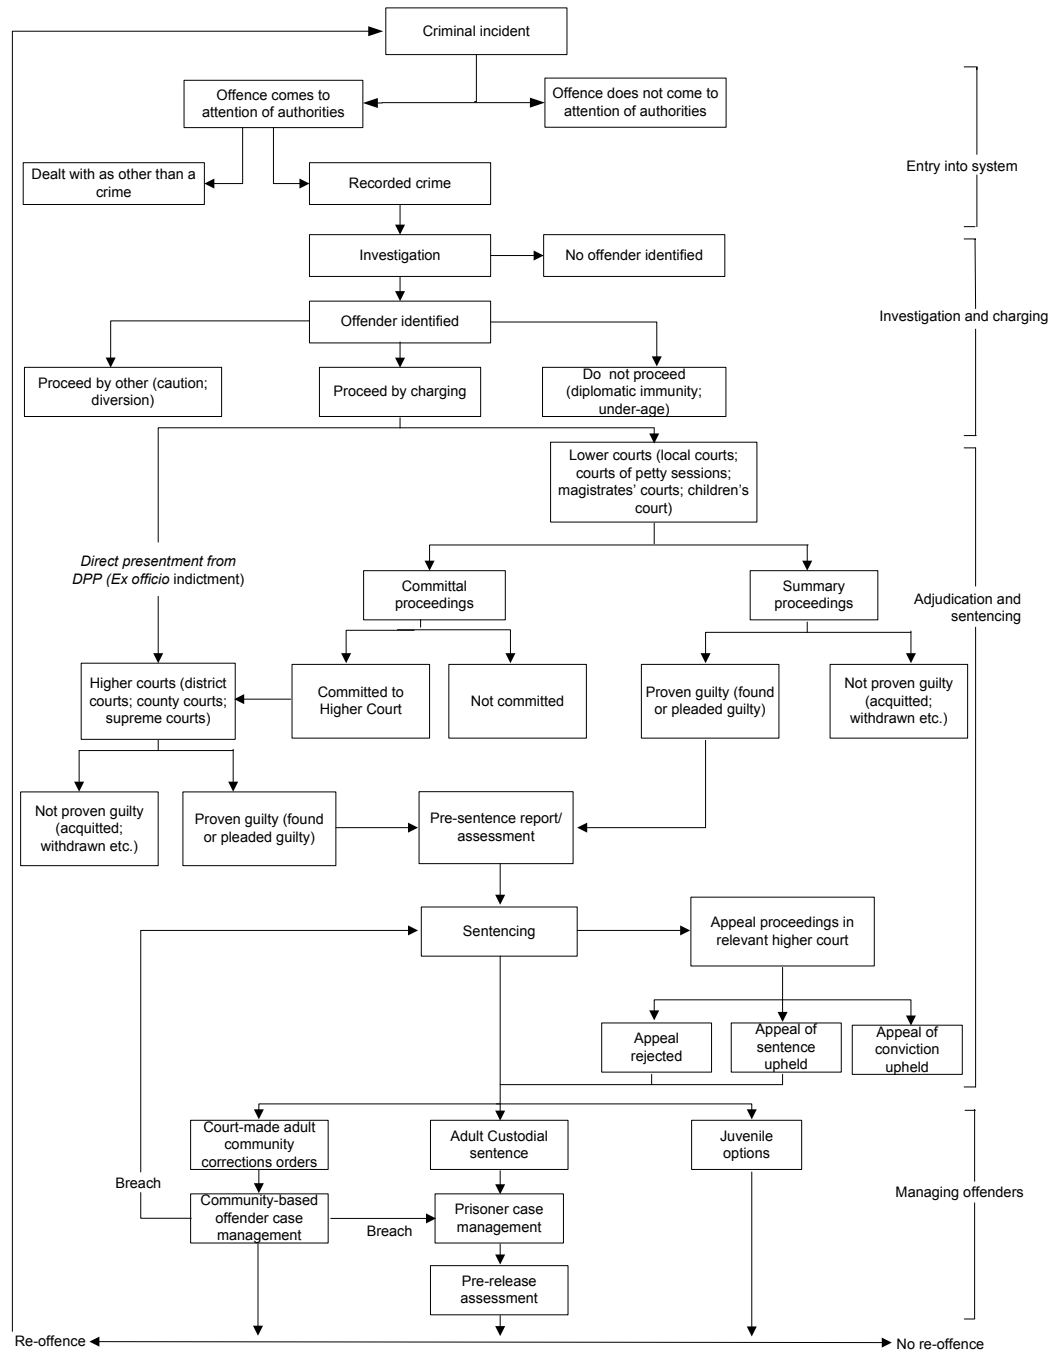 Criminal incident
Offence comes to
attention of authorities
Offence does not come to
attention of authorities
Dealt with as other than a
crime
Recorded crime
Entry into system
Investigation
No offender identified
Offender identified
Investigation and charging
Proceed by other (caution;
diversion)
Proceed by charging
Do not proceed
(diplomatic immunity;
under-age)
Lower courts (local courts;
courts of petty sessions;
magistrates' courts; children's
court)
Direct presentment from
DPP (Ex officio indictment)
Committal
proceedings
Summary
proceedings
Adjudication and
sentencing
Higher courts (district
courts; county courts;
supreme courts)
Committed to
Higher Court
Not committed
Proven guilty (found
or pleaded guilty)
Not proven guilty
(acquitted;
withdrawn etc.)
Not proven guilty
(acquitted;
withdrawn etc.)
Proven guilty (found
or pleaded guilty)
Pre-sentence report/
assessment
Sentencing
Appeal proceedings in
relevant higher court
Appeal
rejected
Appeal of
sentence
upheld
Appeal of
conviction
upheld
Court-made adult
community
corrections orders
Adult Custodial
sentence
Juvenile
options
Breach
Community-based
offender case
management
Breach
Prisoner case
management
Managing offenders
Pre-release
assessment
Re-offence
No re-offence